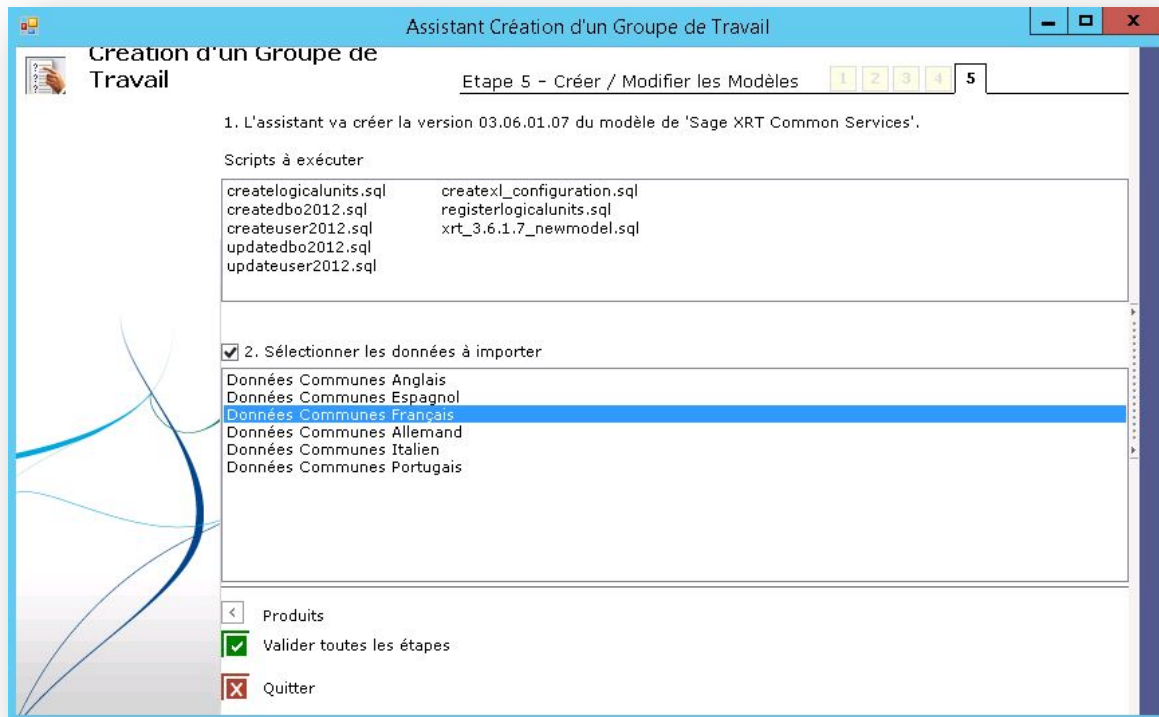 Assistant Création d'un Groupe de Travail
Création d'un Groupe de
Travail
Etape 5 - Créer / Modifier les Modèles
1 2 3 4 5
1. L'assistant va créer la version 03.06.01.07 du modèle de 'Sage XRT Common Services'.
Scripts à exécuter
createlogicalunits.sql createxl_configuration.sql
createdbo2012.sql registerlogicalunits.sql
createuser2012.sql xrt_3.6.1.7_newmodel.sql
updatedbo2012.sql
updateuser2012.sql
2. Sélectionner les données à importer
Données Communes Anglais
Données Communes Espagnol
Données Communes Français
Données Communes Allemand
Données Communes Italien
Données Communes Portugais
Produits
Valider toutes les étapes
Quitter